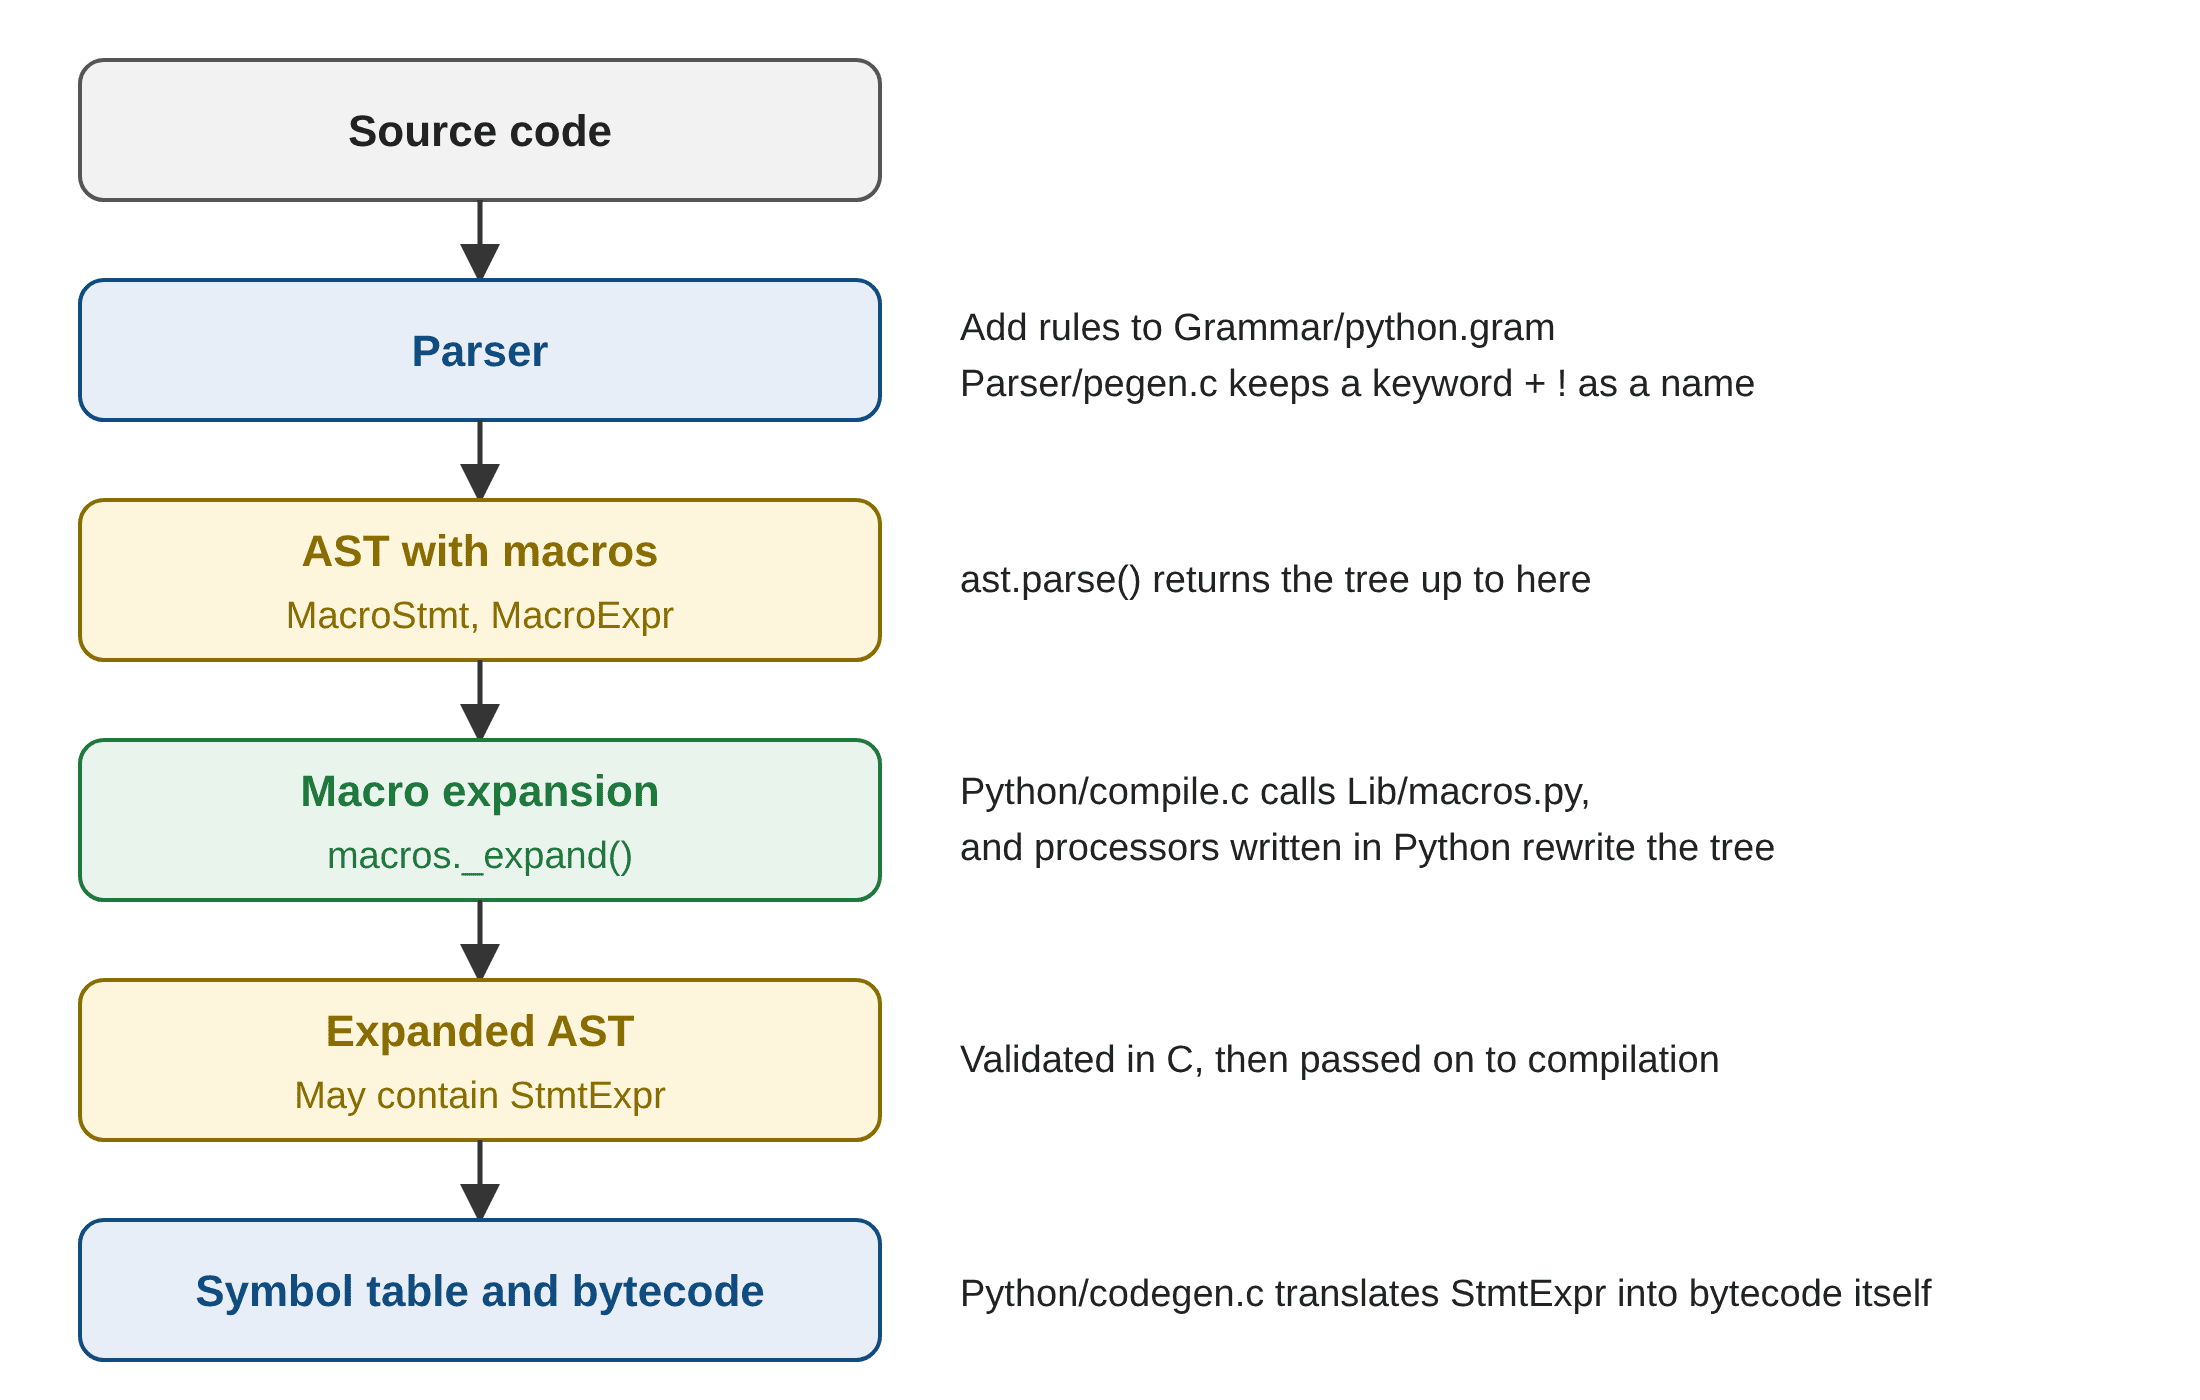 Source code
Parser
Add rules to Grammar/python.gram
Parser/pegen.c keeps a keyword + ! as a name
AST with macros
MacroStmt, MacroExpr
ast.parse() returns the tree up to here
Macro expansion
macros._expand()
Python/compile.c calls Lib/macros.py,
and processors written in Python rewrite the tree
Expanded AST
May contain StmtExpr
Validated in C, then passed on to compilation
Symbol table and bytecode
Python/codegen.c translates StmtExpr into bytecode itself